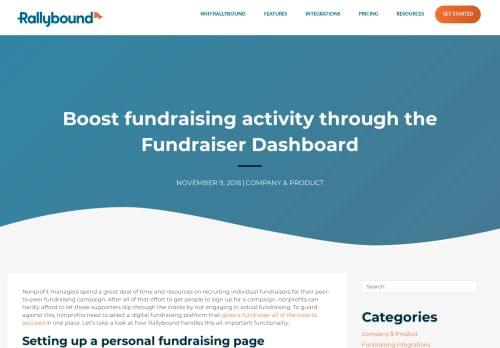 Rallybound
WHY RALLYBOUND
FEATURES
INTEGRATIONS
PRICING
RESOURCES
GET STARTED
Boost fundraising activity through the
Fundraiser Dashboard
NOVEMBER 9, 2016 | COMPANY & PRODUCT
Nonprofit managers spend a great deal of time and resources on recruiting individual fundraisers for their peer-
to-peer fundraising campaign. After all of that effort to get people to sign up for a campaign, nonprofits can
hardly afford to let those supporters slip through the cracks by not engaging in actual fundraising. To guard
against this, nonprofits need to select a digital fundraising platform that gives a fundraiser all of the tools to
succeed in one place. Let's take a look at how Rallybound handles this all-important functionality.
Setting up a personal fundraising page
Search
Categories
Company & Product
Fundraising Integrations